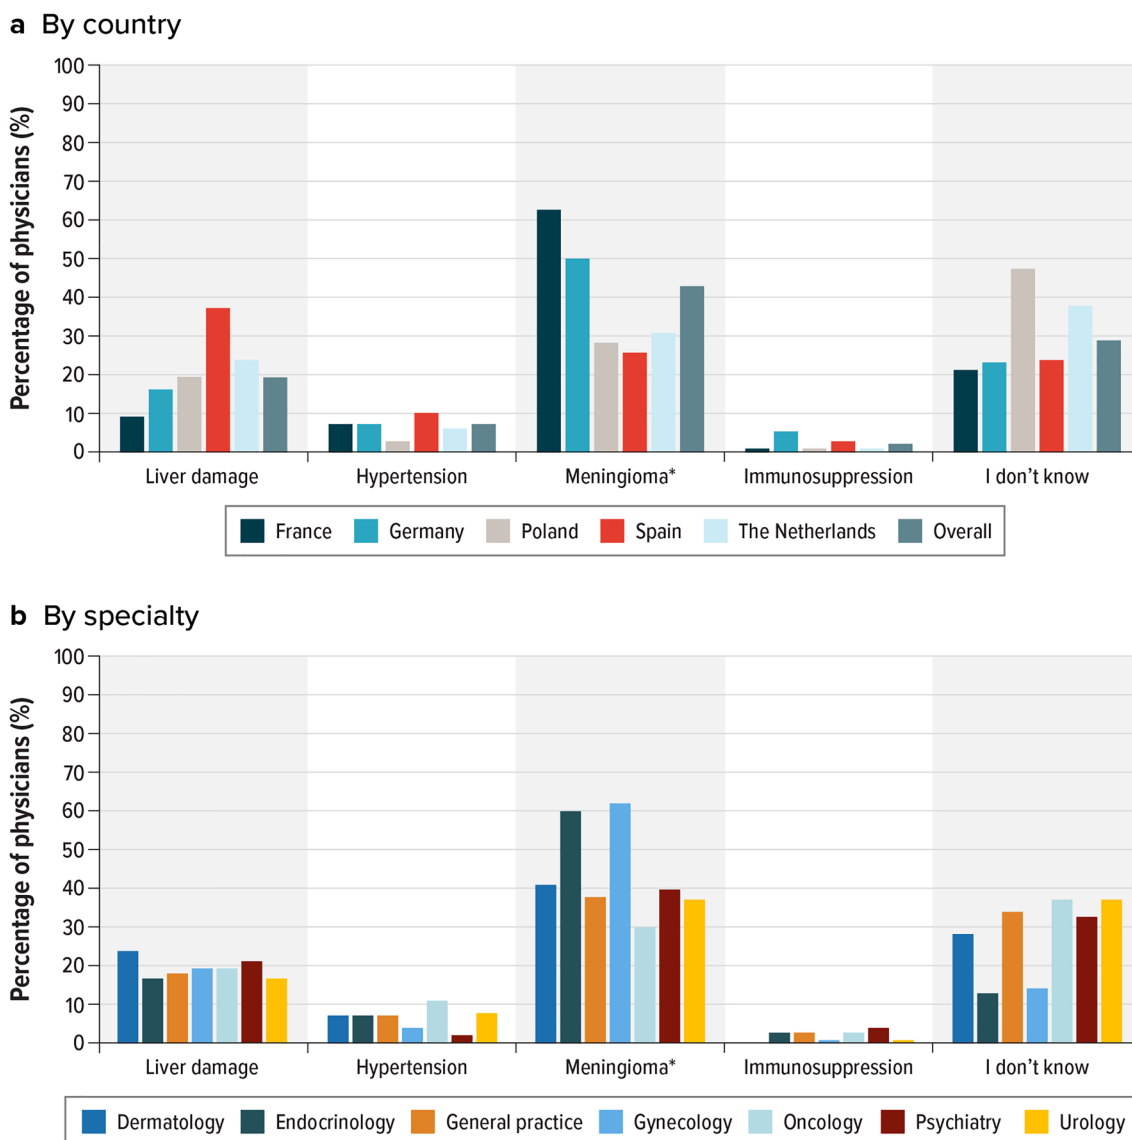 a By country
Percentage of physicians (%)
100
90
80
70
60
50
40
30
20
10
0
Liver damage Hypertension Meningioma* Immunosuppression I don't know
France Germany Poland Spain The Netherlands Overall
b By specialty
Percentage of physicians (%)
100
90
80
70
60
50
40
30
20
10
0
Liver damage Hypertension Meningioma* Immunosuppression I don't know
Dermatology Endocrinology General practice Gynecology Oncology Psychiatry Urology